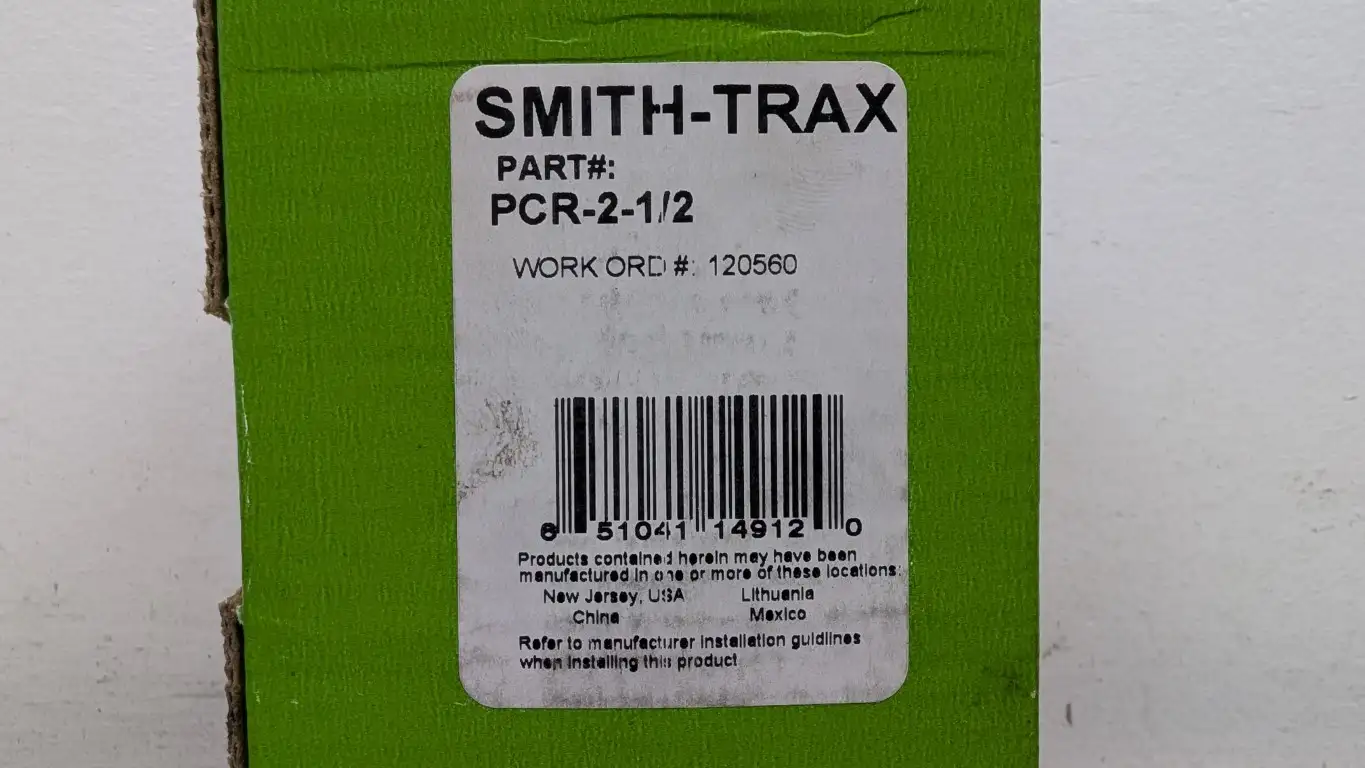 SMITH-TRAX
PART#:
PCR-2-1/2
WORK ORD #: 120560
6 51041 14912 0
Products contained herein may have been
manufactured in one or more of these locations:
New Jersey, USA Lithuania
China Mexico
Refer to manufacturer installation guidlines
when installing this product